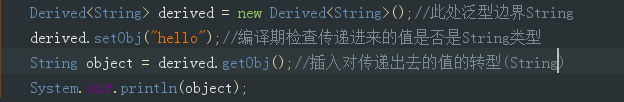 Derived<String> derived = new Derived<String>();//此处泛型边界String
derived.setObj("hello");//编译期检查传递进来的值是否是String类型
String object = derived.getObj();//插入对传递出去的值的转型(String)
System.out.println(object);